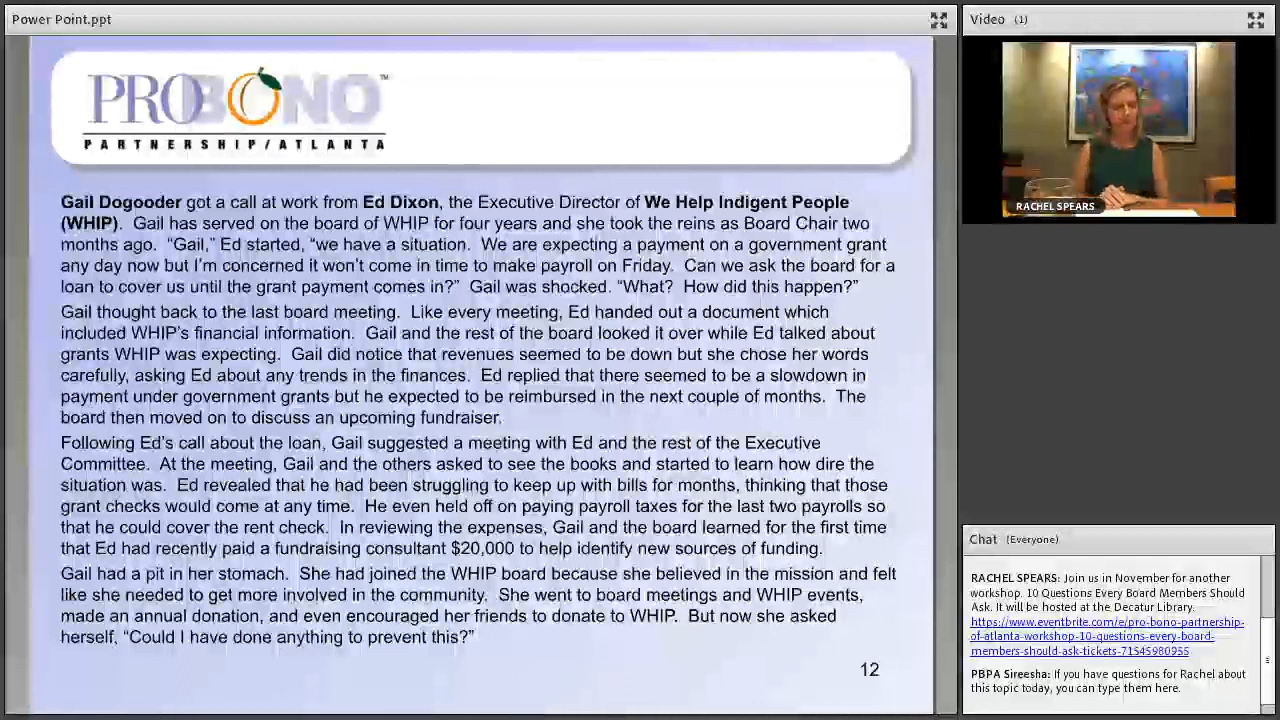 Power Point.ppt
PRO BONO™
PARTNERSHIP/ATLANTA
Gail Dogooder got a call at work from Ed Dixon, the Executive Director of We Help Indigent People
(WHIP).  Gail has served on the board of WHIP for four years and she took the reins as Board Chair two
months ago.  “Gail,” Ed started, “we have a situation.  We are expecting a payment on a government grant
any day now but I’m concerned it won’t come in time to make payroll on Friday.  Can we ask the board for a
loan to cover us until the grant payment comes in?”  Gail was shocked.  “What?  How did this happen?”
Gail thought back to the last board meeting.  Like every meeting, Ed handed out a document which
included WHIP’s financial information.  Gail and the rest of the board looked it over while Ed talked about
grants WHIP was expecting.  Gail did notice that revenues seemed to be down but she chose her words
carefully, asking Ed about any trends in the finances.  Ed replied that there seemed to be a slowdown in
payment under government grants but he expected to be reimbursed in the next couple of months.  The
board then moved on to discuss an upcoming fundraiser.
Following Ed’s call about the loan, Gail suggested a meeting with Ed and the rest of the Executive
Committee.  At the meeting, Gail and the others asked to see the books and started to learn how dire the
situation was.  Ed revealed that he had been struggling to keep up with bills for months, thinking that those
grant checks would come at any time.  He even held off on paying payroll taxes for the last two payrolls so
that he could cover the rent check.  In reviewing the expenses, Gail and the board learned for the first time
that Ed had recently paid a fundraising consultant $20,000 to help identify new sources of funding.
Gail had a pit in her stomach.  She had joined the WHIP board because she believed in the mission and felt
like she needed to get more involved in the community.  She went to board meetings and WHIP events,
made an annual donation, and even encouraged her friends to donate to WHIP.  But now she asked
herself, “Could I have done anything to prevent this?”
12
Video (1)
RACHEL SPEARS
Chat (Everyone)
RACHEL SPEARS: Join us in November for another
workshop. 10 Questions Every Board Members Should
Ask. It will be hosted at the Decatur Library.
https://www.eventbrite.com/e/pro-bono-partnership-
of-atlanta-workshop-10-questions-every-board-
members-should-ask-tickets-71545980955
PBPA Sireesha: If you have questions for Rachel about
this topic today, you can type them here.